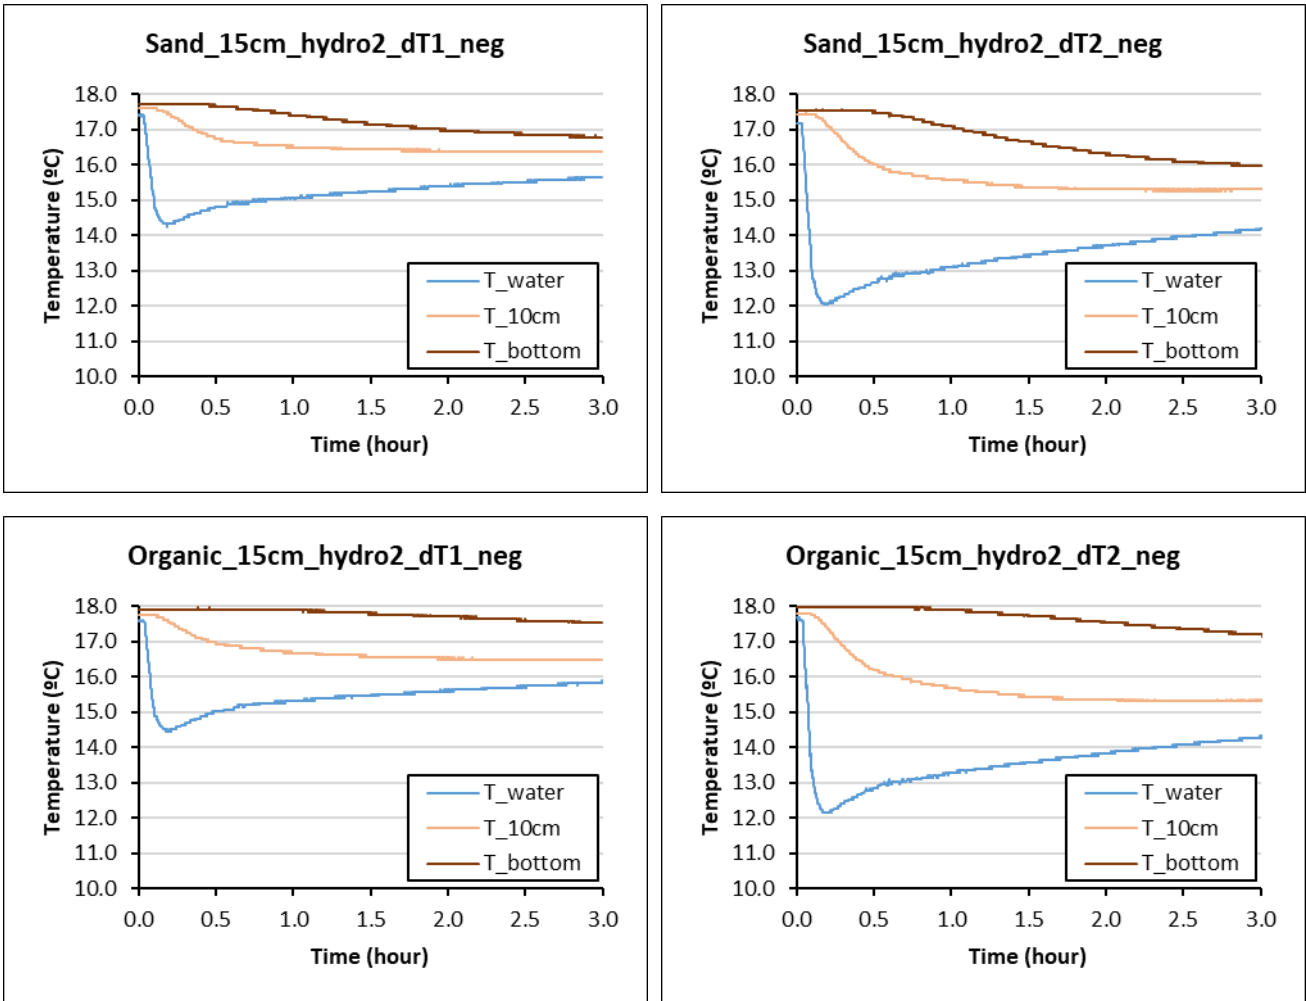 Sand_15cm_hydro2_dT1_neg
Temperature (ºC)
18.0
17.0
16.0
15.0
14.0
13.0
12.0
11.0
10.0
T_water
T_10cm
T_bottom
0.0 0.5 1.0 1.5 2.0 2.5 3.0
Time (hour)
Sand_15cm_hydro2_dT2_neg
Temperature (ºC)
18.0
17.0
16.0
15.0
14.0
13.0
12.0
11.0
10.0
T_water
T_10cm
T_bottom
0.0 0.5 1.0 1.5 2.0 2.5 3.0
Time (hour)
Organic_15cm_hydro2_dT1_neg
Temperature (ºC)
18.0
17.0
16.0
15.0
14.0
13.0
12.0
11.0
10.0
T_water
T_10cm
T_bottom
0.0 0.5 1.0 1.5 2.0 2.5 3.0
Time (hour)
Organic_15cm_hydro2_dT2_neg
Temperature (ºC)
18.0
17.0
16.0
15.0
14.0
13.0
12.0
11.0
10.0
T_water
T_10cm
T_bottom
0.0 0.5 1.0 1.5 2.0 2.5 3.0
Time (hour)